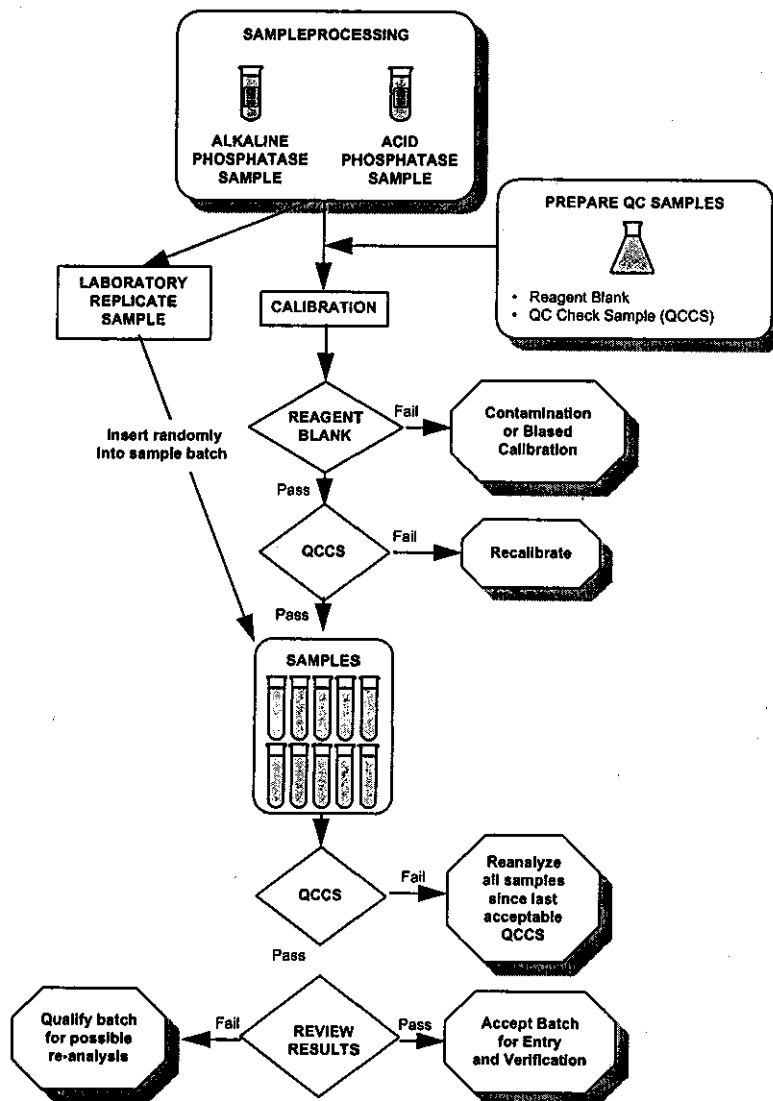 SAMPLEPROCESSING
ALKALINE
PHOSPHATASE
SAMPLE
ACID
PHOSPHATASE
SAMPLE
PREPARE QC SAMPLES
• Reagent Blank
• QC Check Sample (QCCS)
LABORATORY
REPLICATE
SAMPLE
CALIBRATION
Insert randomly
into sample batch
REAGENT
BLANK
Fail
Contamination
or Biased
Calibration
Pass
QCCS
Fail
Recalibrate
Pass
SAMPLES
QCCS
Fail
Reanalyze
all samples
since last
acceptable
QCCS
Pass
Qualify batch
for possible
re-analysis
Fail
REVIEW
RESULTS
Pass
Accept Batch
for Entry
and Verification